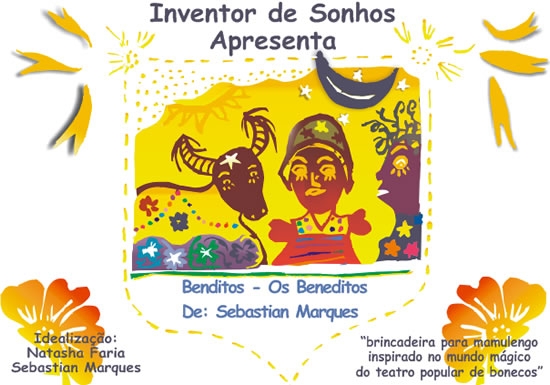 Inventor de Sonhos
Apresenta
Benditos - Os Beneditos
De: Sebastian Marques
Idealização:
Natasha Faria
Sebastian Marques
“brincadeira para mamulengo
inspirado no mundo mágico
do teatro popular de bonecos”